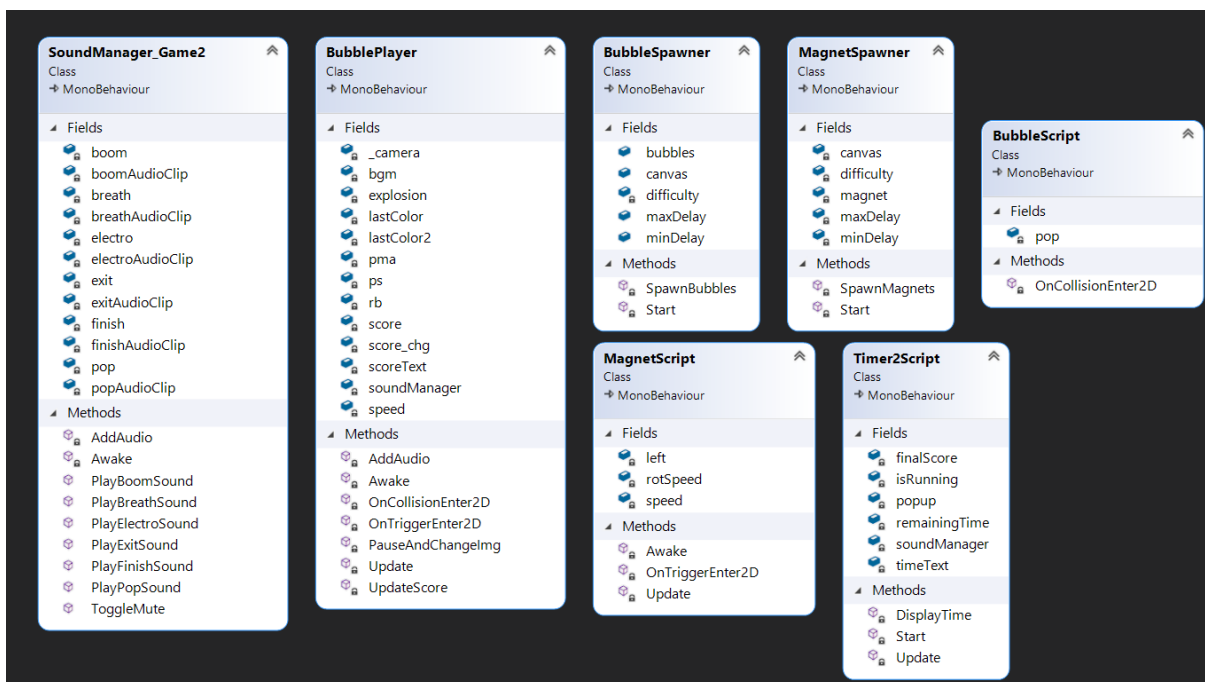 SoundManager_Game2
Class
MonoBehaviour
Fields
boom
boomAudioClip
breath
breathAudioClip
electro
electroAudioClip
exit
exitAudioClip
finish
finishAudioClip
pop
popAudioClip
Methods
AddAudio
Awake
PlayBoomSound
PlayBreathSound
PlayElectroSound
PlayExitSound
PlayFinishSound
PlayPopSound
ToggleMute
BubblePlayer
Class
MonoBehaviour
Fields
_camera
bgm
explosion
lastColor
lastColor2
pma
ps
rb
score
score_chg
scoreText
soundManager
speed
Methods
AddAudio
Awake
OnCollisionEnter2D
OnTriggerEnter2D
PauseAndChangeImg
Update
UpdateScore
BubbleSpawner
Class
MonoBehaviour
Fields
bubbles
canvas
difficulty
maxDelay
minDelay
Methods
SpawnBubbles
Start
MagnetSpawner
Class
MonoBehaviour
Fields
canvas
difficulty
magnet
maxDelay
minDelay
Methods
SpawnMagnets
Start
BubbleScript
Class
MonoBehaviour
Fields
pop
Methods
OnCollisionEnter2D
MagnetScript
Class
MonoBehaviour
Fields
left
rotSpeed
speed
Methods
Awake
OnTriggerEnter2D
Update
Timer2Script
Class
MonoBehaviour
Fields
finalScore
isRunning
popup
remainingTime
soundManager
timeText
Methods
DisplayTime
Start
Update